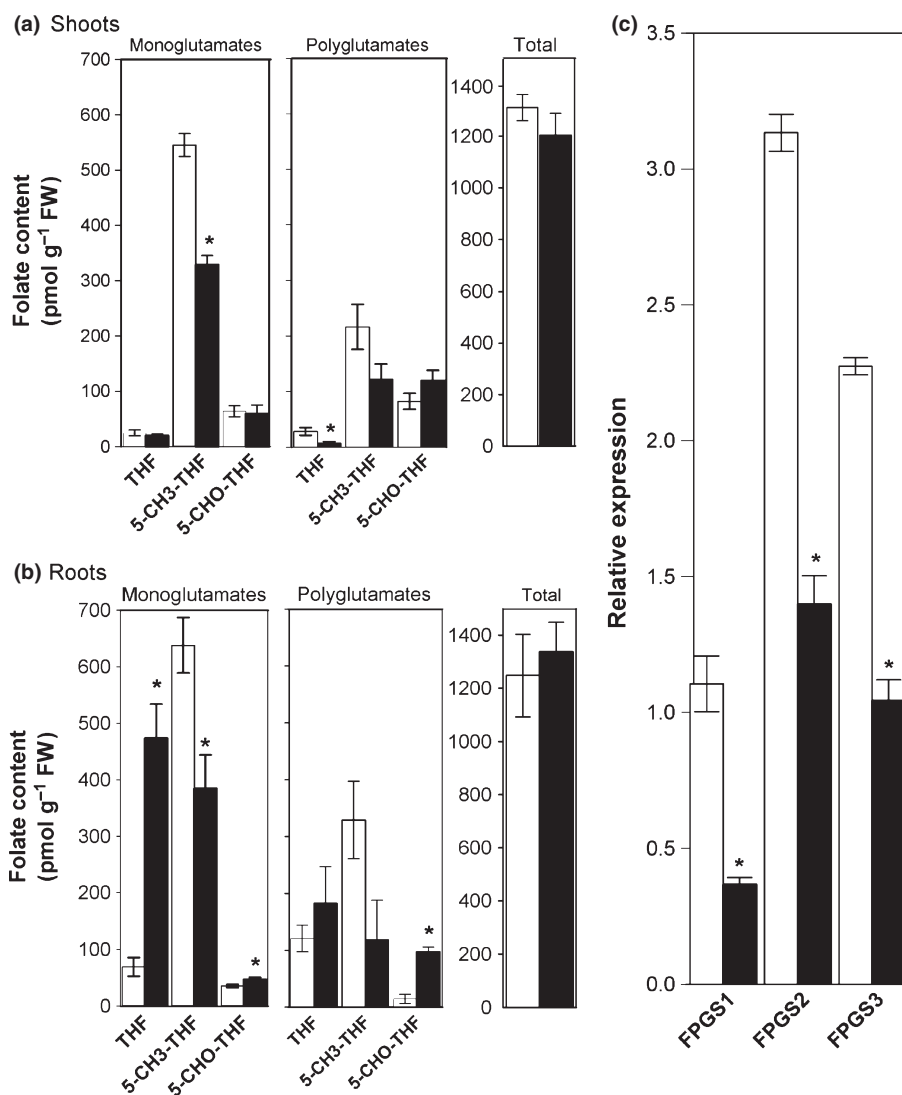 (a) Shoots
Monoglutamates
Polyglutamates
Total
Folate content
(pmol g⁻¹ FW)
700
600
500
400
300
200
100
0
1400
1200
1000
800
600
400
200
0
*
*
THF
5-CH3-THF
5-CHO-THF
THF
5-CH3-THF
5-CHO-THF
(b) Roots
Monoglutamates
Polyglutamates
Total
Folate content
(pmol g⁻¹ FW)
700
600
500
400
300
200
100
0
1400
1200
1000
800
600
400
200
0
*
*
*
*
THF
5-CH3-THF
5-CHO-THF
THF
5-CH3-THF
5-CHO-THF
(c)
Relative expression
3.5
3.0
2.5
2.0
1.5
1.0
0.5
0.0
*
*
*
FPGS1
FPGS2
FPGS3